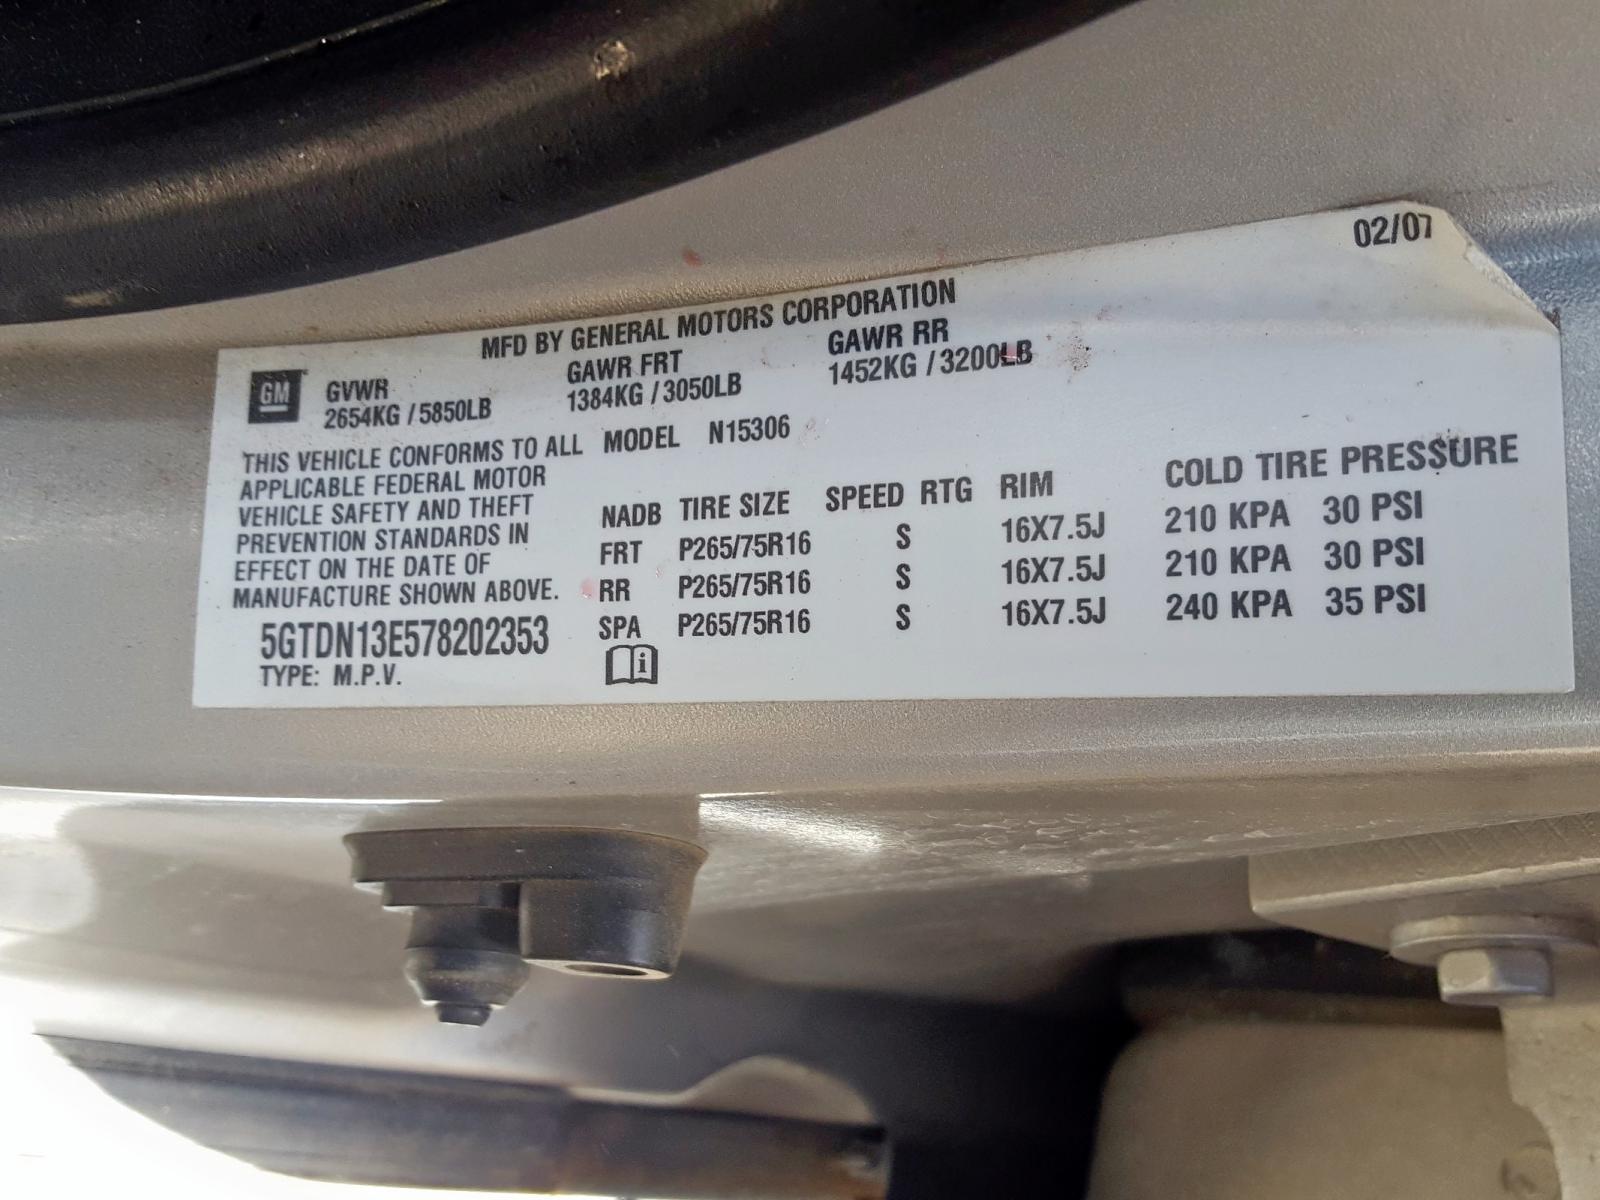 02/07
MFD BY GENERAL MOTORS CORPORATION
GM GVWR GAWR FRT GAWR RR
2654KG / 5850LB 1384KG / 3050LB 1452KG / 3200LB
THIS VEHICLE CONFORMS TO ALL
APPLICABLE FEDERAL MOTOR
VEHICLE SAFETY AND THEFT
PREVENTION STANDARDS IN
EFFECT ON THE DATE OF
MANUFACTURE SHOWN ABOVE.
5GTDN13E578202353
TYPE: M.P.V.
MODEL N15306
NADB TIRE SIZE SPEED RTG RIM COLD TIRE PRESSURE
FRT P265/75R16 S 16X7.5J 210 KPA 30 PSI
RR P265/75R16 S 16X7.5J 210 KPA 30 PSI
SPA P265/75R16 S 16X7.5J 240 KPA 35 PSI